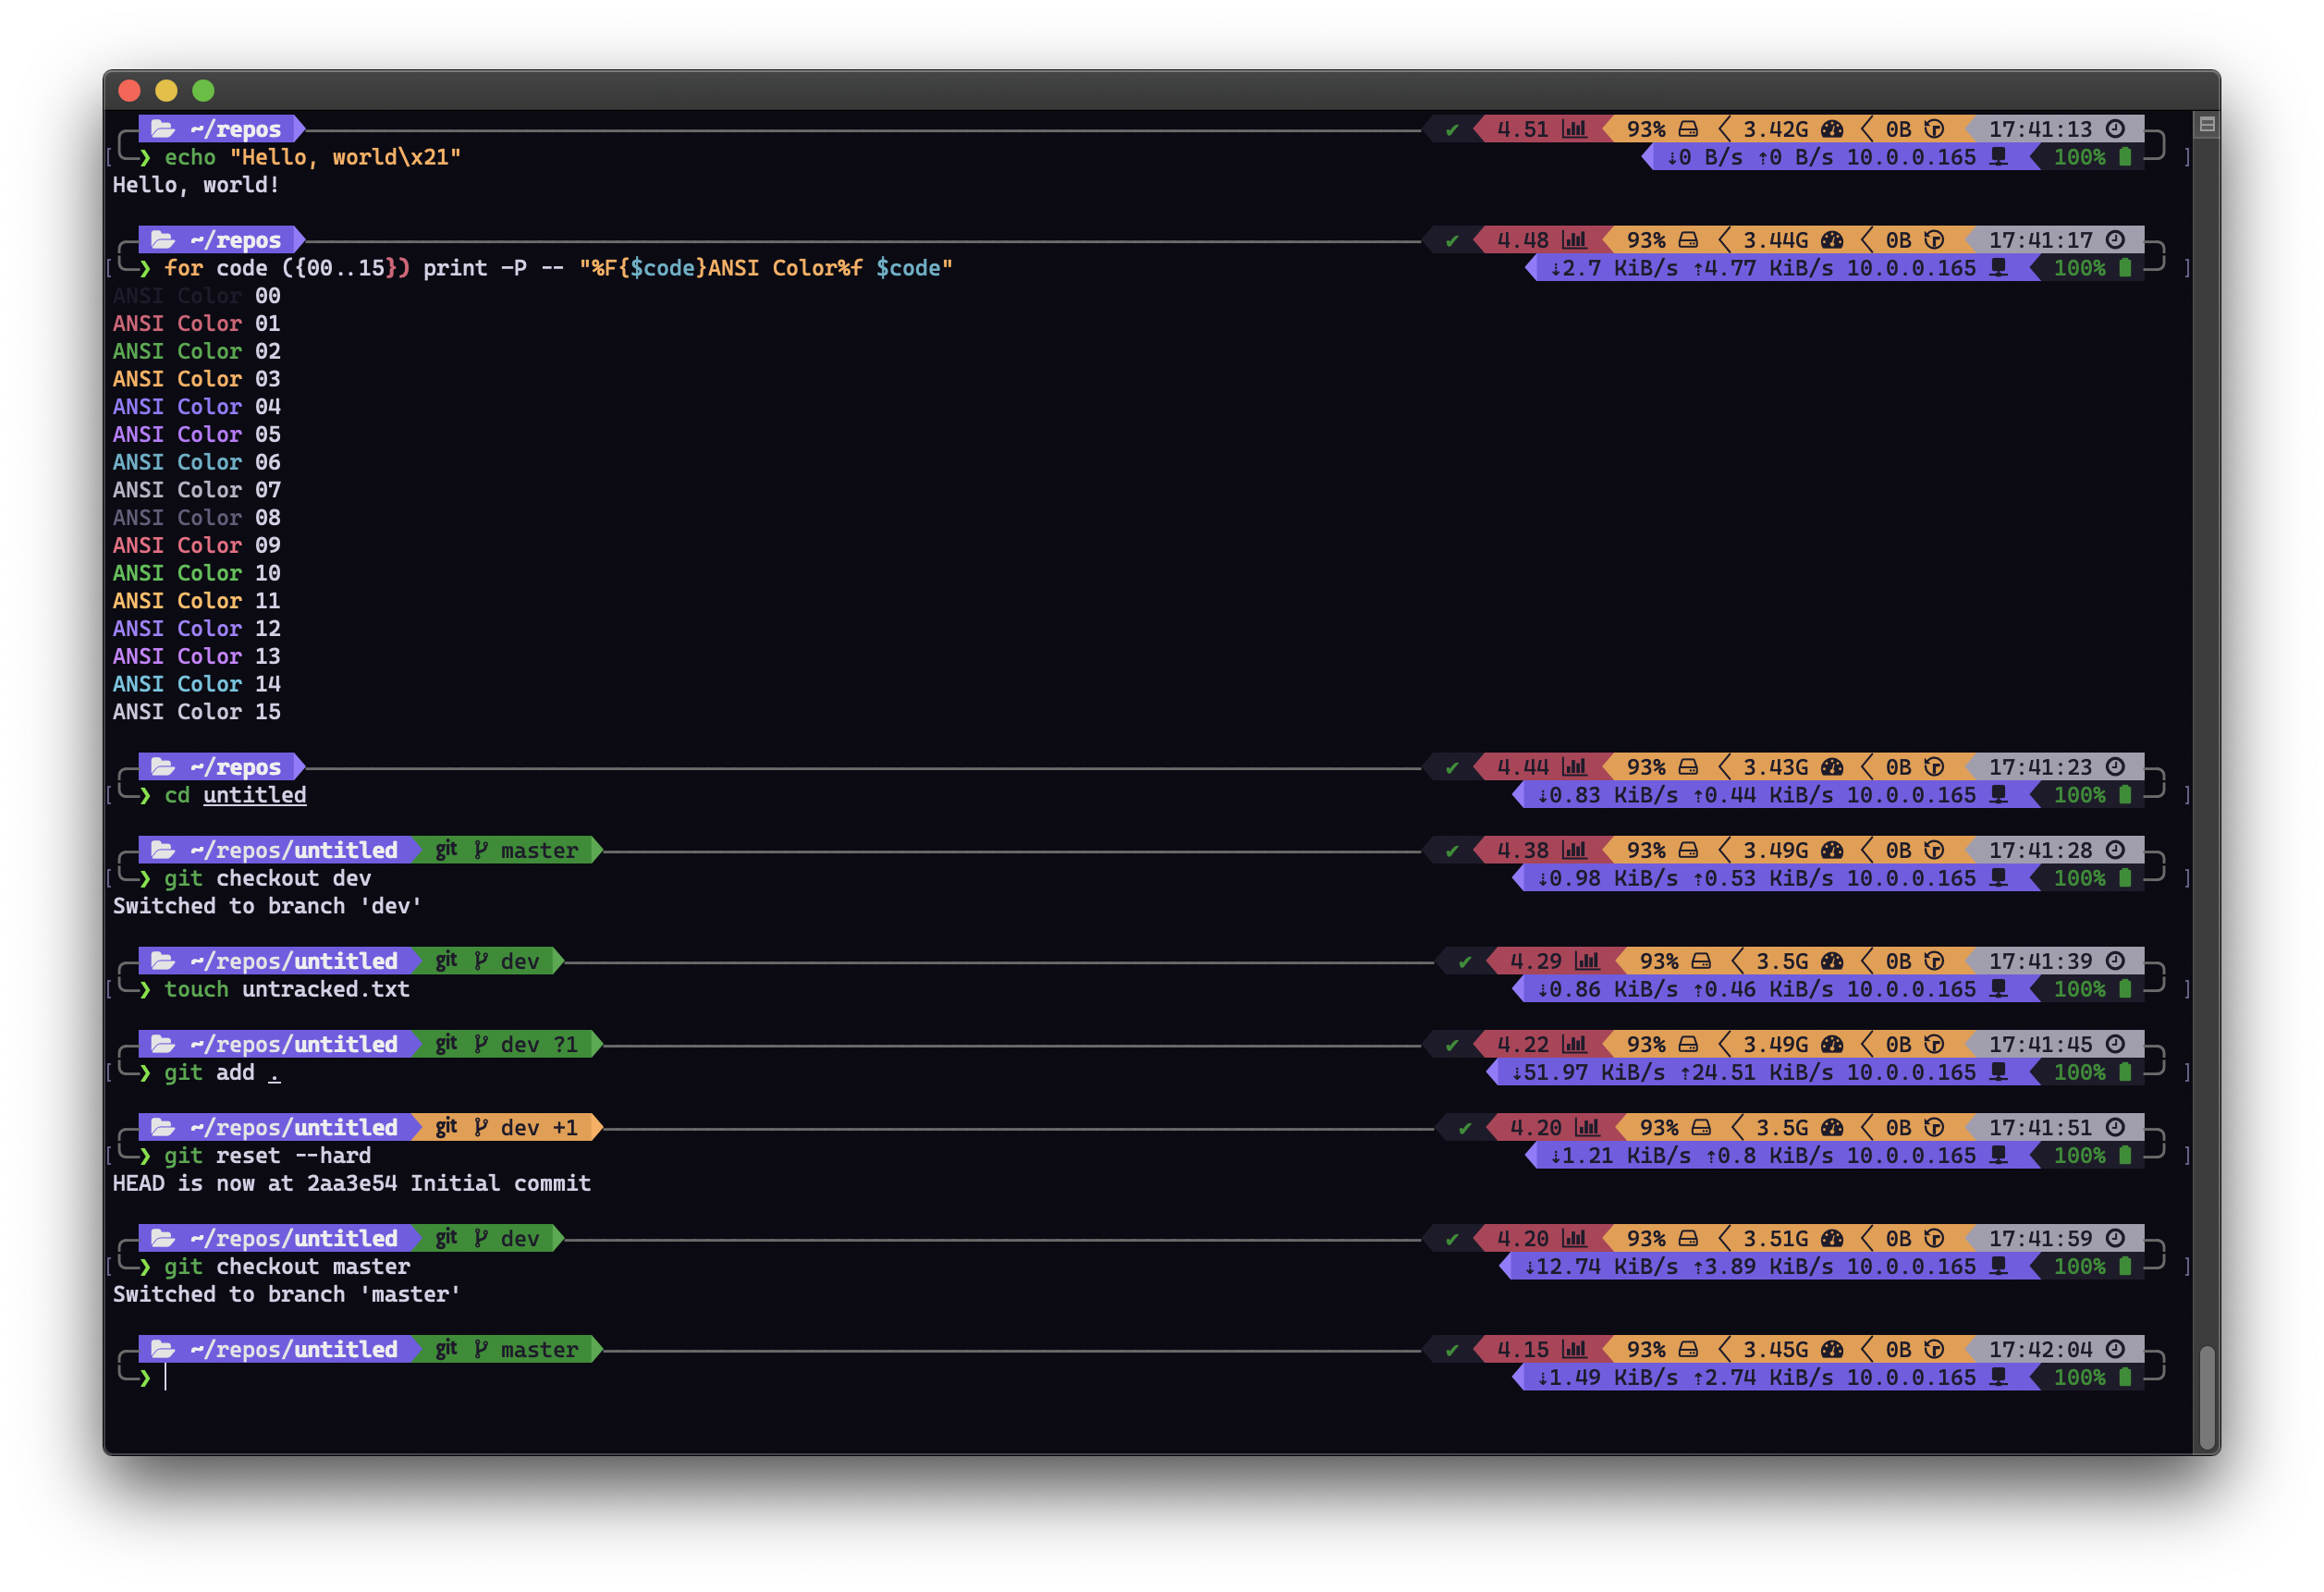 ~/repos ✔ 4.51 93% 3.42G 0B 17:41:13
❯ echo "Hello, world\x21" ↓0 B/s ↑0 B/s 10.0.0.165 100%
Hello, world!
~/repos ✔ 4.48 93% 3.44G 0B 17:41:17
❯ for code ({00..15}) print -P -- "%F{$code}ANSI Color%f $code" ↓2.7 KiB/s ↑4.77 KiB/s 10.0.0.165 100%
ANSI Color 00
ANSI Color 01
ANSI Color 02
ANSI Color 03
ANSI Color 04
ANSI Color 05
ANSI Color 06
ANSI Color 07
ANSI Color 08
ANSI Color 09
ANSI Color 10
ANSI Color 11
ANSI Color 12
ANSI Color 13
ANSI Color 14
ANSI Color 15
~/repos ✔ 4.44 93% 3.43G 0B 17:41:23
❯ cd untitled ↓0.83 KiB/s ↑0.44 KiB/s 10.0.0.165 100%
~/repos/untitled git master ✔ 4.38 93% 3.49G 0B 17:41:28
❯ git checkout dev ↓0.98 KiB/s ↑0.53 KiB/s 10.0.0.165 100%
Switched to branch 'dev'
~/repos/untitled git dev ✔ 4.29 93% 3.5G 0B 17:41:39
❯ touch untracked.txt ↓0.86 KiB/s ↑0.46 KiB/s 10.0.0.165 100%
~/repos/untitled git dev ?1 ✔ 4.22 93% 3.49G 0B 17:41:45
❯ git add . ↓51.97 KiB/s ↑24.51 KiB/s 10.0.0.165 100%
~/repos/untitled git dev +1 ✔ 4.20 93% 3.5G 0B 17:41:51
❯ git reset --hard ↓1.21 KiB/s ↑0.8 KiB/s 10.0.0.165 100%
HEAD is now at 2aa3e54 Initial commit
~/repos/untitled git dev ✔ 4.20 93% 3.51G 0B 17:41:59
❯ git checkout master ↓12.74 KiB/s ↑3.89 KiB/s 10.0.0.165 100%
Switched to branch 'master'
~/repos/untitled git master ✔ 4.15 93% 3.45G 0B 17:42:04
❯ ↓1.49 KiB/s ↑2.74 KiB/s 10.0.0.165 100%